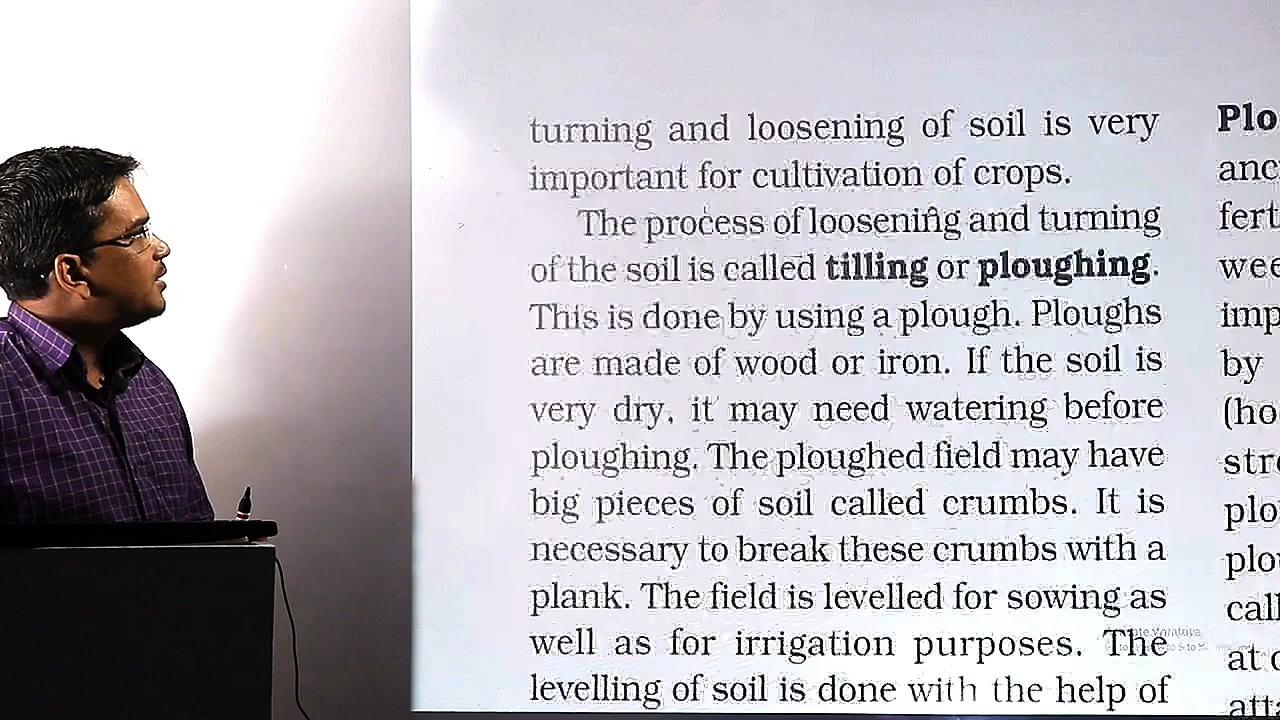 turning and loosening of soil is very
important for cultivation of crops.
The process of loosening and turning
of the soil is called tilling or ploughing.
This is done by using a plough. Ploughs
are made of wood or iron. If the soil is
very dry, it may need watering before
ploughing. The ploughed field may have
big pieces of soil called crumbs. It is
necessary to break these crumbs with a
plank. The field is levelled for sowing as
well as for irrigation purposes. The
levelling of soil is done with the help of
Plo
anc
fert
wee
imp
by
(ho
stre
plo
plo
call
at
atta